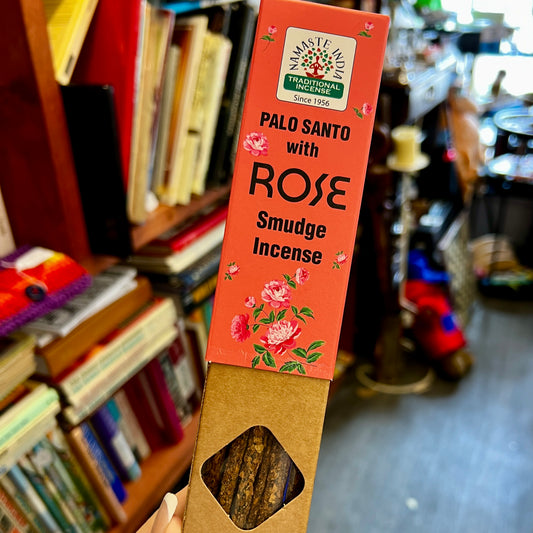 NAMASTE INDIA
TRADITIONAL
INCENSE
Since 1956
PALO SANTO
with
ROSE
Smudge
Incense